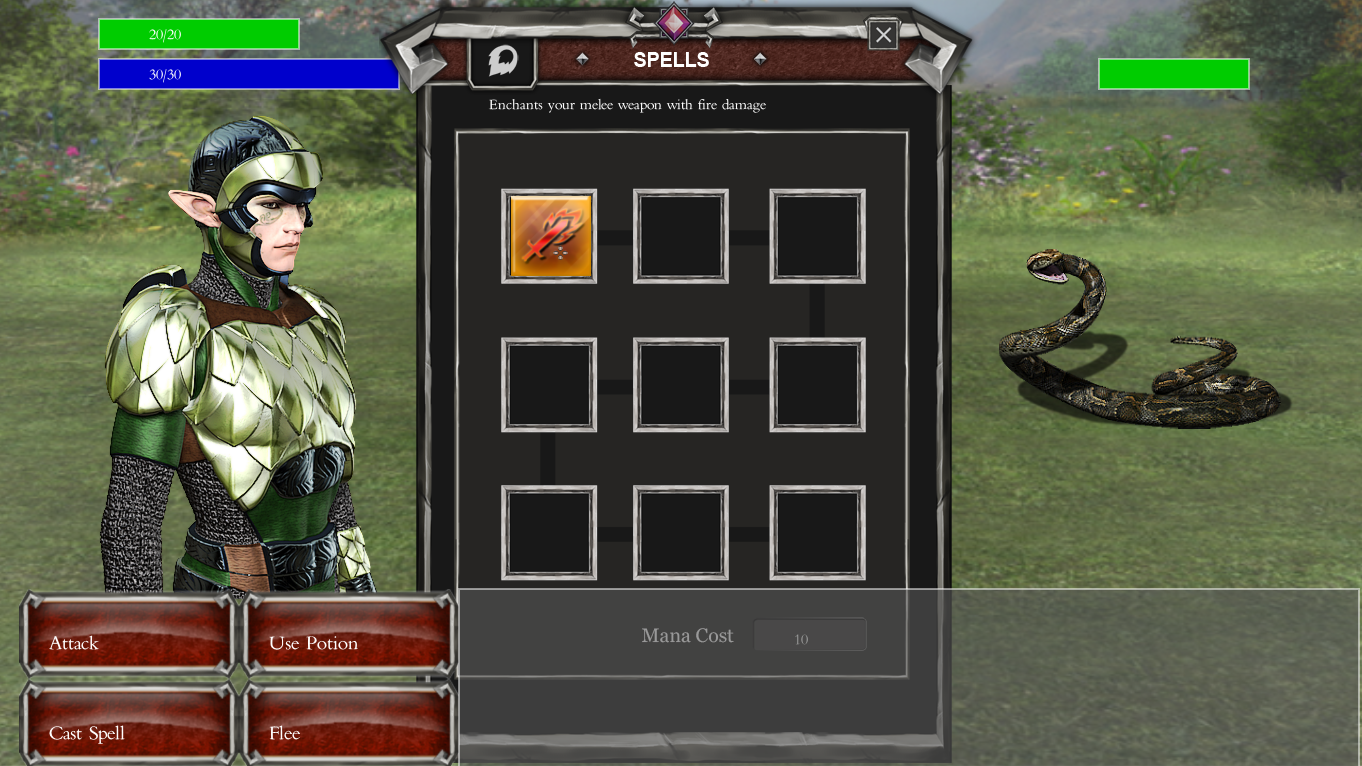 20/20
30/30
SPELLS
Enchants your melee weapon with fire damage
Mana Cost 10
Attack
Use Potion
Cast Spell
Flee